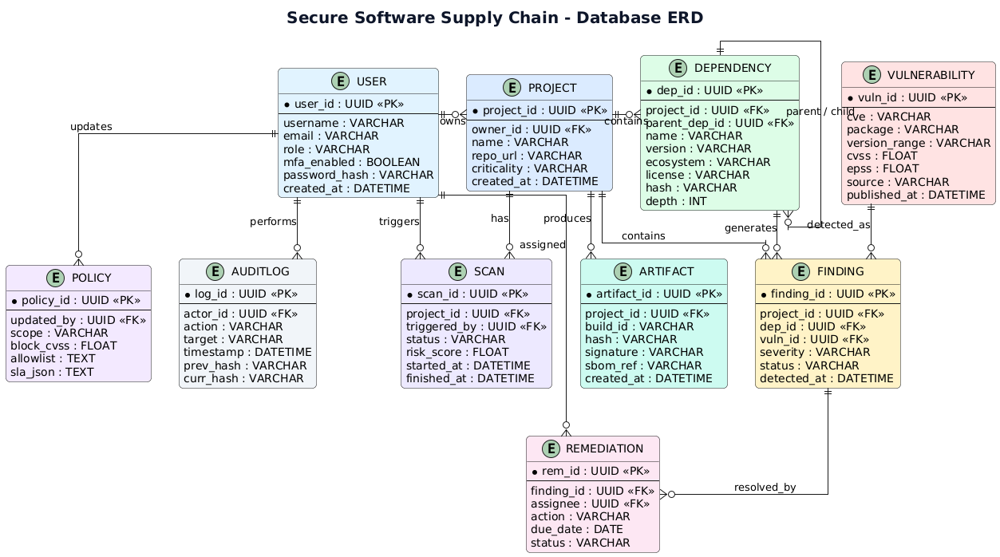 Secure Software Supply Chain - Database ERD
E USER
user_id : UUID «PK»
username : VARCHAR
email : VARCHAR
role : VARCHAR
mfa_enabled : BOOLEAN
password_hash : VARCHAR
created_at : DATETIME
E PROJECT
project_id : UUID «PK»
owner_id : UUID «FK»
name : VARCHAR
repo_url : VARCHAR
criticality : VARCHAR
created_at : DATETIME
E DEPENDENCY
dep_id : UUID «PK»
project_id : UUID «FK»
parent_dep_id : UUID «FK»
name : VARCHAR
version : VARCHAR
ecosystem : VARCHAR
license : VARCHAR
hash : VARCHAR
depth : INT
E VULNERABILITY
vuln_id : UUID «PK»
cve : VARCHAR
package : VARCHAR
version_range : VARCHAR
cvss : FLOAT
epss : FLOAT
source : VARCHAR
published_at : DATETIME
updates
owns
contains
parent / child
performs
triggers
has
assigned
produces
contains
generates
detected_as
E POLICY
policy_id : UUID «PK»
updated_by : UUID «FK»
scope : VARCHAR
block_cvss : FLOAT
allowlist : TEXT
sla_json : TEXT
E AUDITLOG
log_id : UUID «PK»
actor_id : UUID «FK»
action : VARCHAR
target : VARCHAR
timestamp : DATETIME
prev_hash : VARCHAR
curr_hash : VARCHAR
E SCAN
scan_id : UUID «PK»
project_id : UUID «FK»
triggered_by : UUID «FK»
status : VARCHAR
risk_score : FLOAT
started_at : DATETIME
finished_at : DATETIME
E ARTIFACT
artifact_id : UUID «PK»
project_id : UUID «FK»
build_id : VARCHAR
hash : VARCHAR
signature : VARCHAR
sbom_ref : VARCHAR
created_at : DATETIME
E FINDING
finding_id : UUID «PK»
project_id : UUID «FK»
dep_id : UUID «FK»
vuln_id : UUID «FK»
severity : VARCHAR
status : VARCHAR
detected_at : DATETIME
E REMEDIATION
rem_id : UUID «PK»
finding_id : UUID «FK»
assignee : UUID «FK»
action : VARCHAR
due_date : DATE
status : VARCHAR
resolved_by